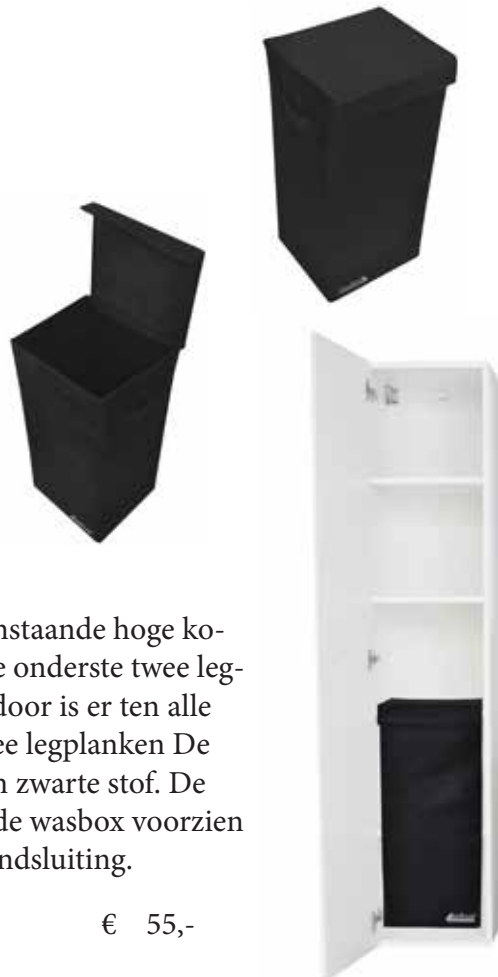 nstaande hoge ko-
e onderste twee leg-
door is er ten alle
ee legplanken De
n zwarte stof. De
de wasbox voorzien
ndsluiting.
€ 55,-